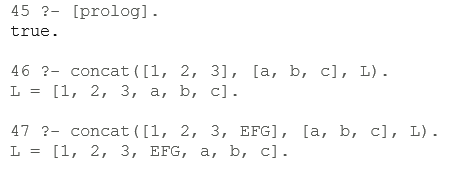 45 ?- [prolog].
true.
46 ?- concat([1, 2, 3], [a, b, c], L).
L = [1, 2, 3, a, b, c].
47 ?- concat([1, 2, 3, EFG], [a, b, c], L).
L = [1, 2, 3, EFG, a, b, c].